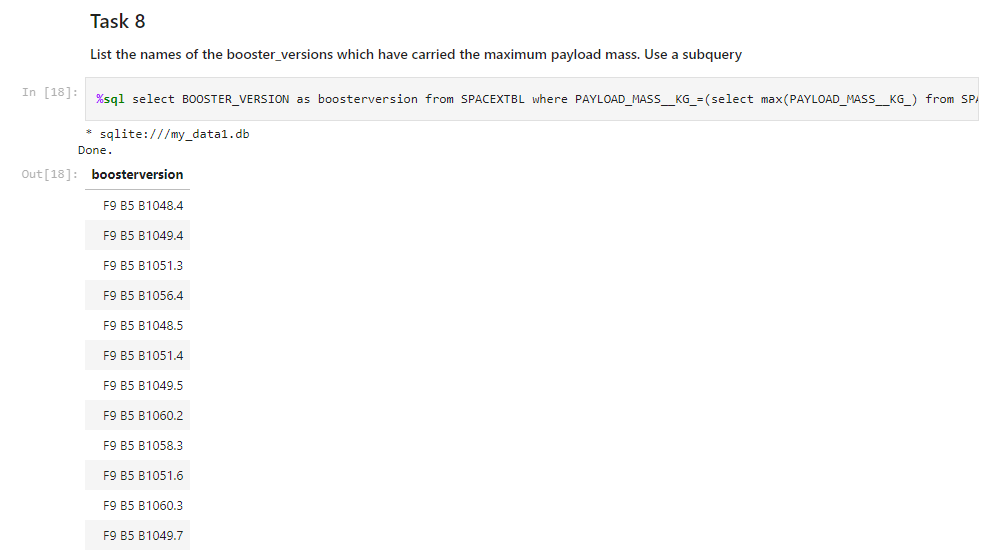 Task 8
List the names of the booster_versions which have carried the maximum payload mass. Use a subquery
In [18]: %sql select BOOSTER_VERSION as boosterversion from SPACEXTBL where PAYLOAD_MASS__KG_=(select max(PAYLOAD_MASS__KG_) from SPA
* sqlite:///my_data1.db
Done.
Out[18]: boosterversion
F9 B5 B1048.4
F9 B5 B1049.4
F9 B5 B1051.3
F9 B5 B1056.4
F9 B5 B1048.5
F9 B5 B1051.4
F9 B5 B1049.5
F9 B5 B1060.2
F9 B5 B1058.3
F9 B5 B1051.6
F9 B5 B1060.3
F9 B5 B1049.7